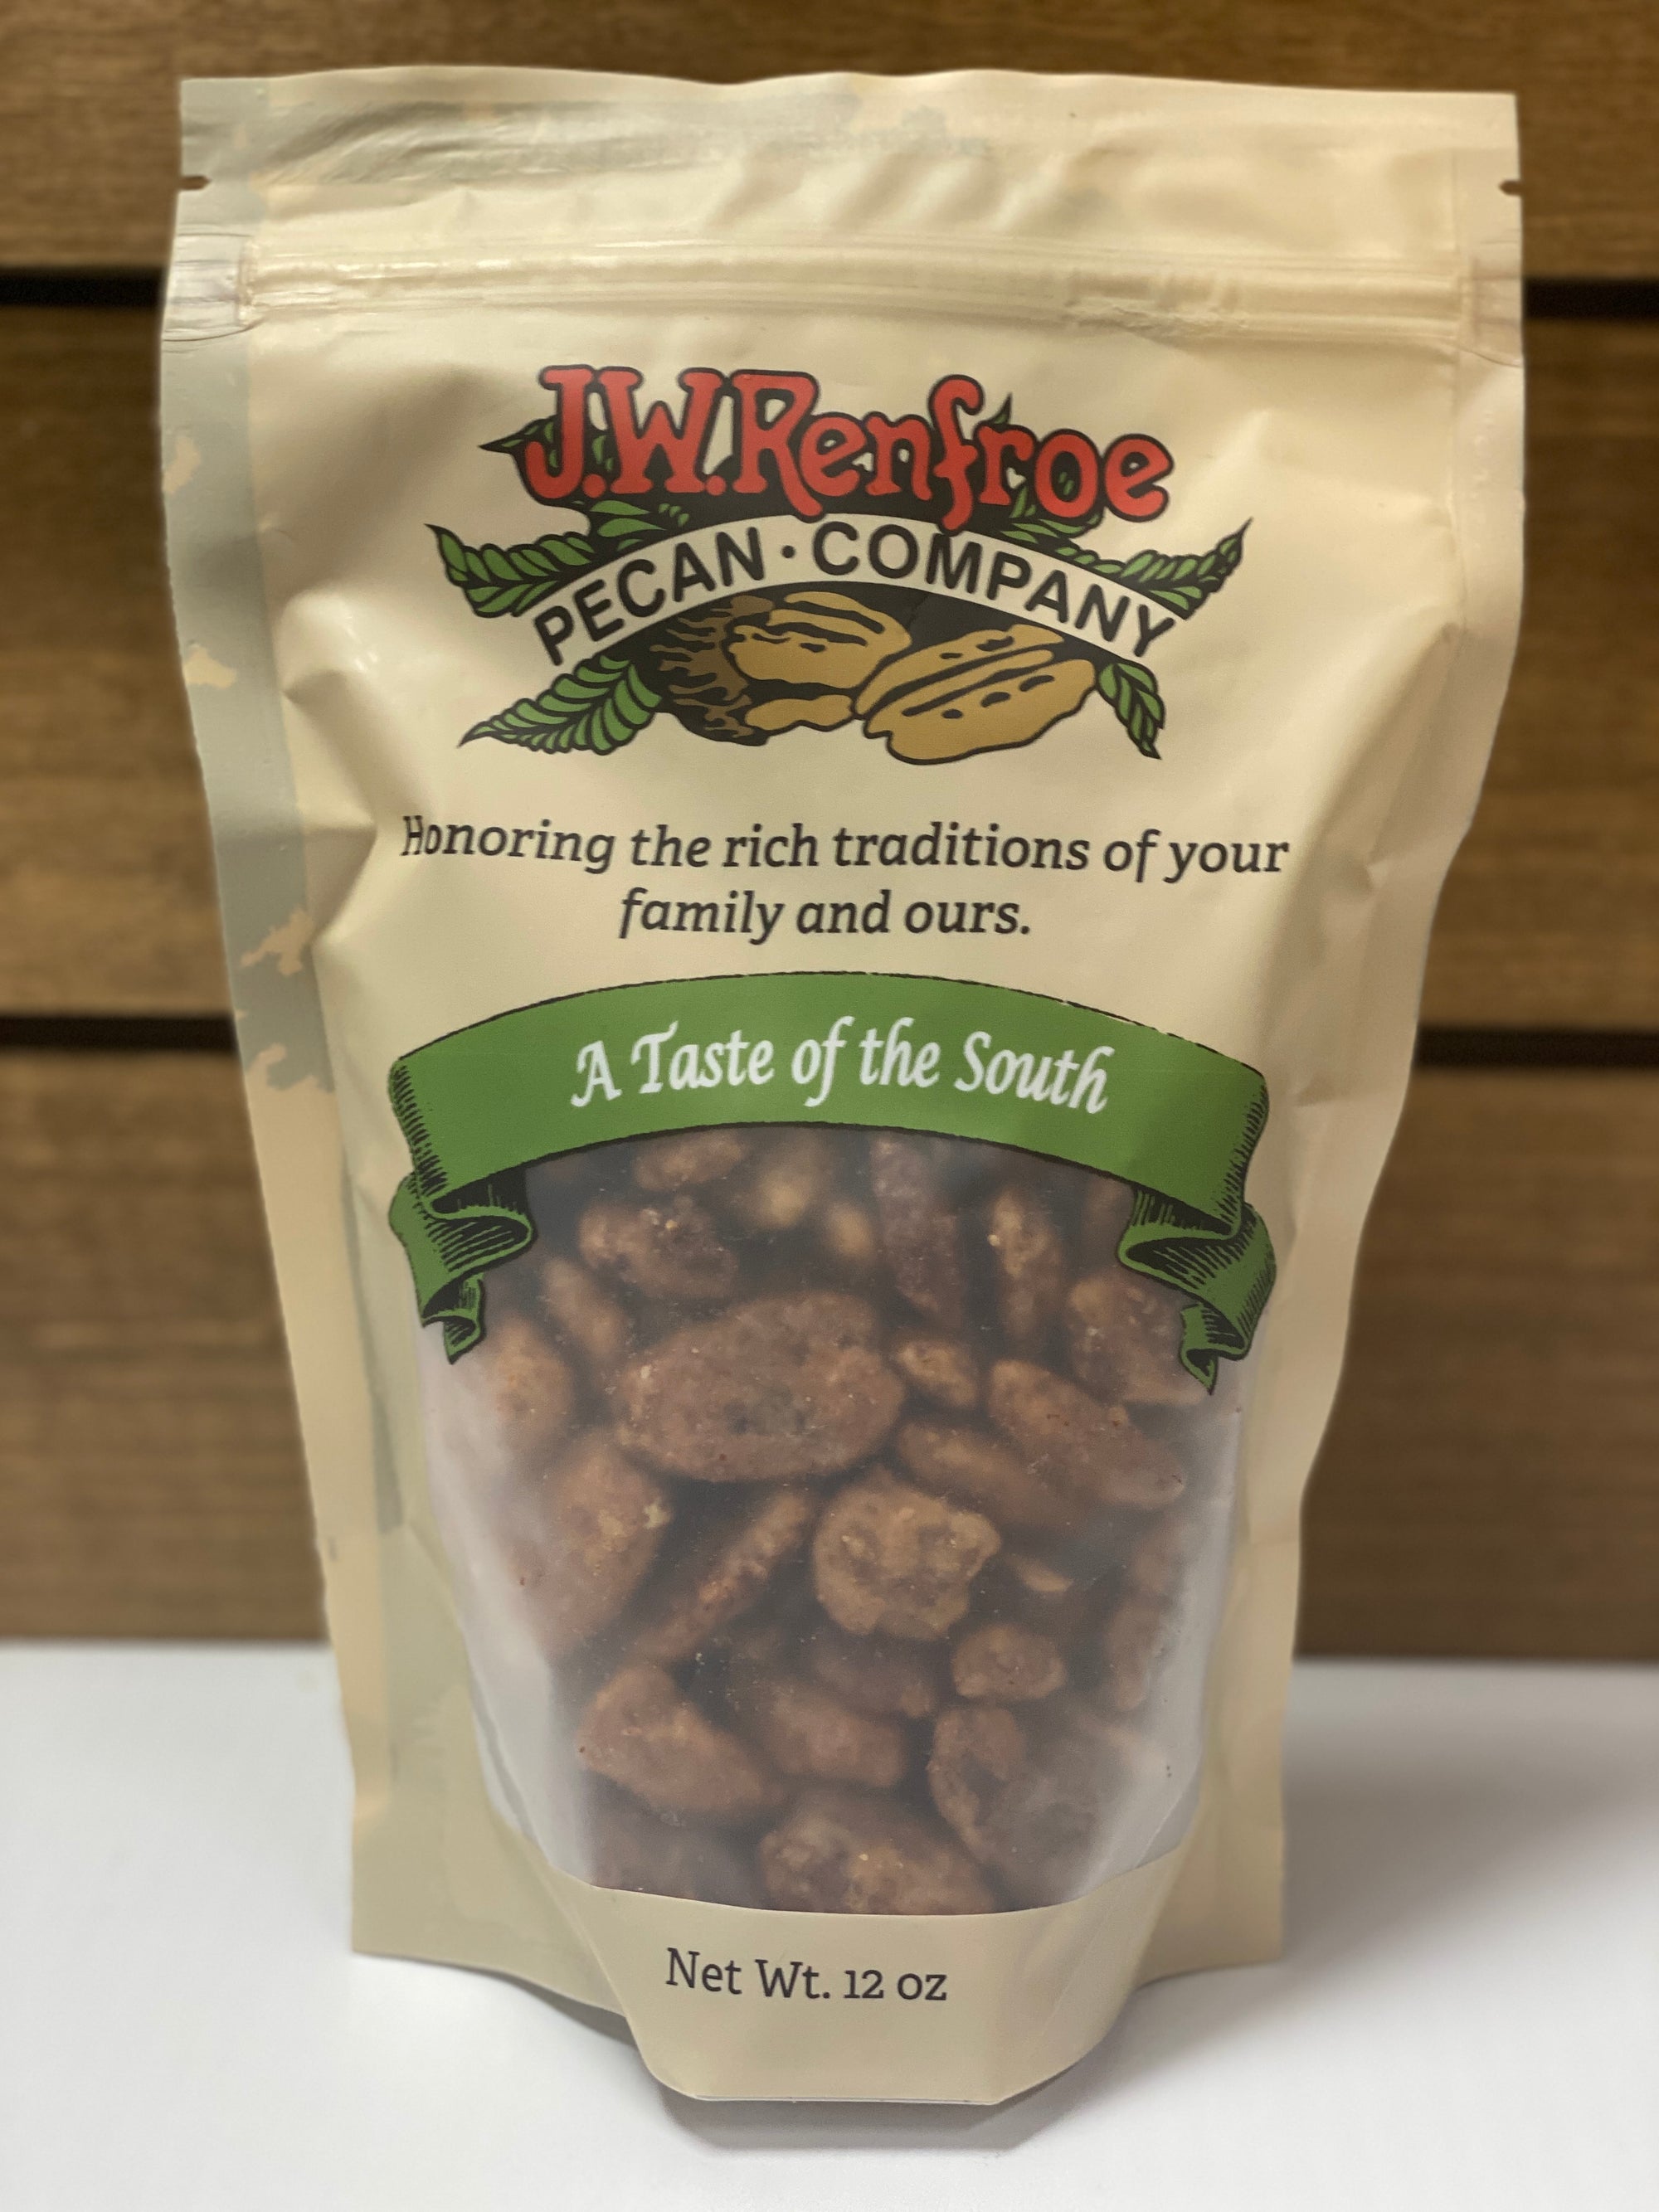 J.W. Renfroe
PECAN · COMPANY
Honoring the rich traditions of your
family and ours.
A Taste of the South
Net Wt. 12 oz